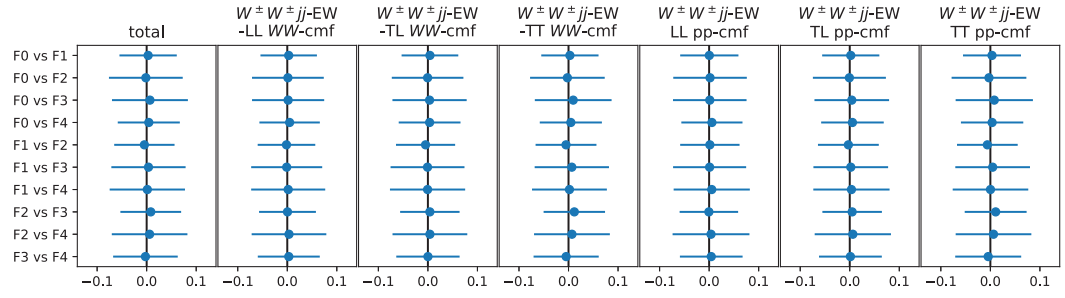 total
W ± W ± jj-EW
-LL WW-cmf
W ± W ± jj-EW
-TL WW-cmf
W ± W ± jj-EW
-TT WW-cmf
W ± W ± jj-EW
LL pp-cmf
W ± W ± jj-EW
TL pp-cmf
W ± W ± jj-EW
TT pp-cmf
F0 vs F1
F0 vs F2
F0 vs F3
F0 vs F4
F1 vs F2
F1 vs F3
F1 vs F4
F2 vs F3
F2 vs F4
F3 vs F4
−0.1 0.0 0.1
−0.1 0.0 0.1
−0.1 0.0 0.1
−0.1 0.0 0.1
−0.1 0.0 0.1
−0.1 0.0 0.1
−0.1 0.0 0.1